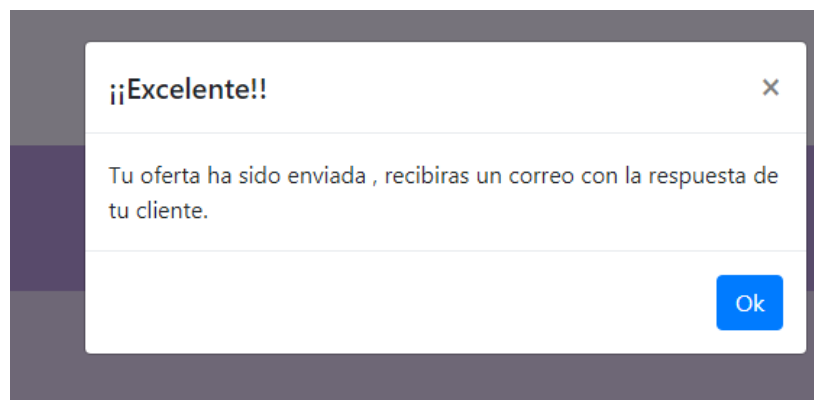 ¡¡Excelente!!
×
Tu oferta ha sido enviada , recibiras un correo con la respuesta de
tu cliente.
Ok